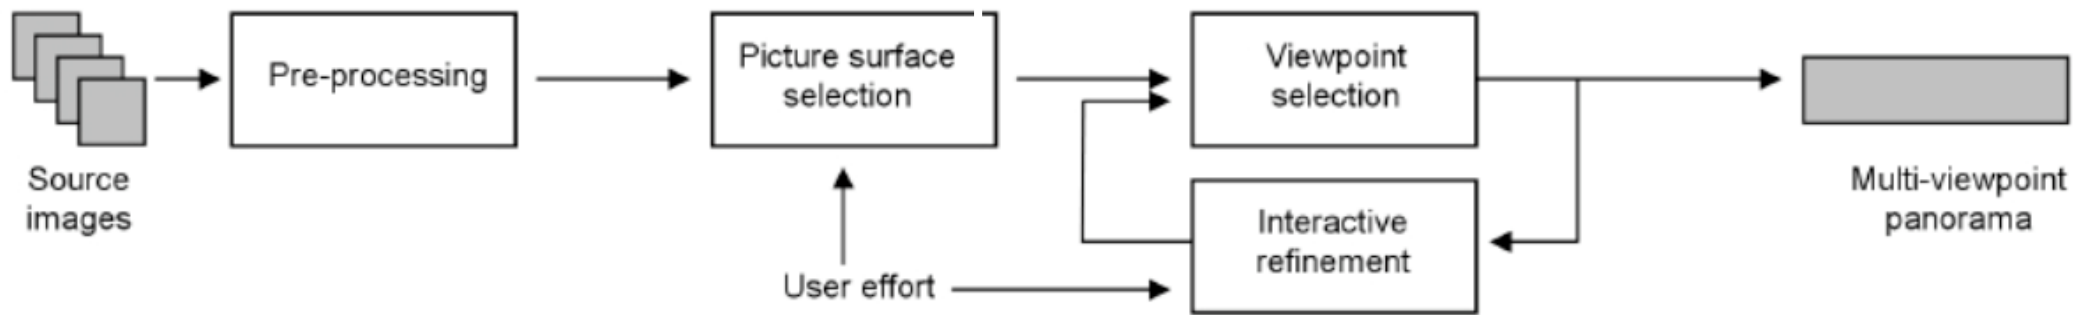 Source
images
Pre-processing
Picture surface
selection
User effort
Viewpoint
selection
Interactive
refinement
Multi-viewpoint
panorama